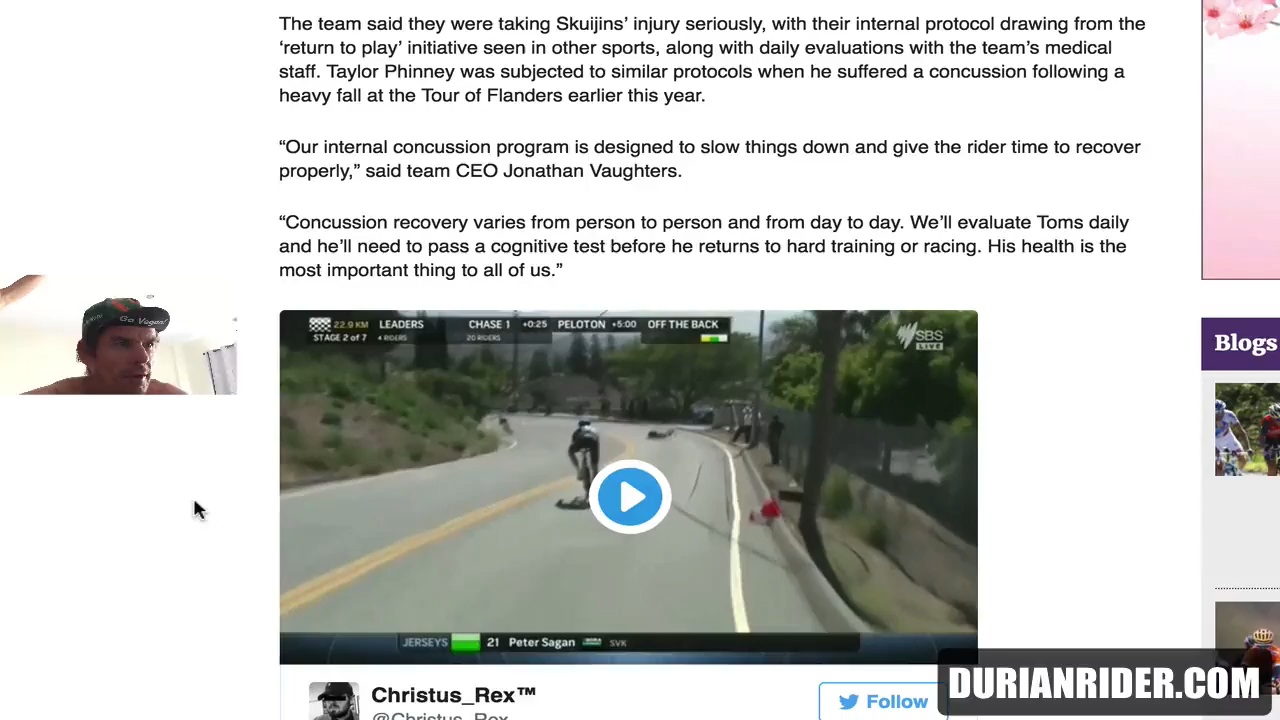 The team said they were taking Skuijins’ injury seriously, with their internal protocol drawing from the
‘return to play’ initiative seen in other sports, along with daily evaluations with the team’s medical
staff. Taylor Phinney was subjected to similar protocols when he suffered a concussion following a
heavy fall at the Tour of Flanders earlier this year.
“Our internal concussion program is designed to slow things down and give the rider time to recover
properly,” said team CEO Jonathan Vaughters.
“Concussion recovery varies from person to person and from day to day. We’ll evaluate Toms daily
and he’ll need to pass a cognitive test before he returns to hard training or racing. His health is the
most important thing to all of us.”
Go Vegan!
22.9 KM LEADERS CHASE 1 +0:25 PELOTON +5:00 OFF THE BACK
STAGE 2 of 7 4 RIDERS 20 RIDERS
SBS
LIVE
Blogs
JERSEYS 21 Peter Sagan SVK
DURIANRIDER.COM
Christus_Rex™
Follow
@Christus_Rex